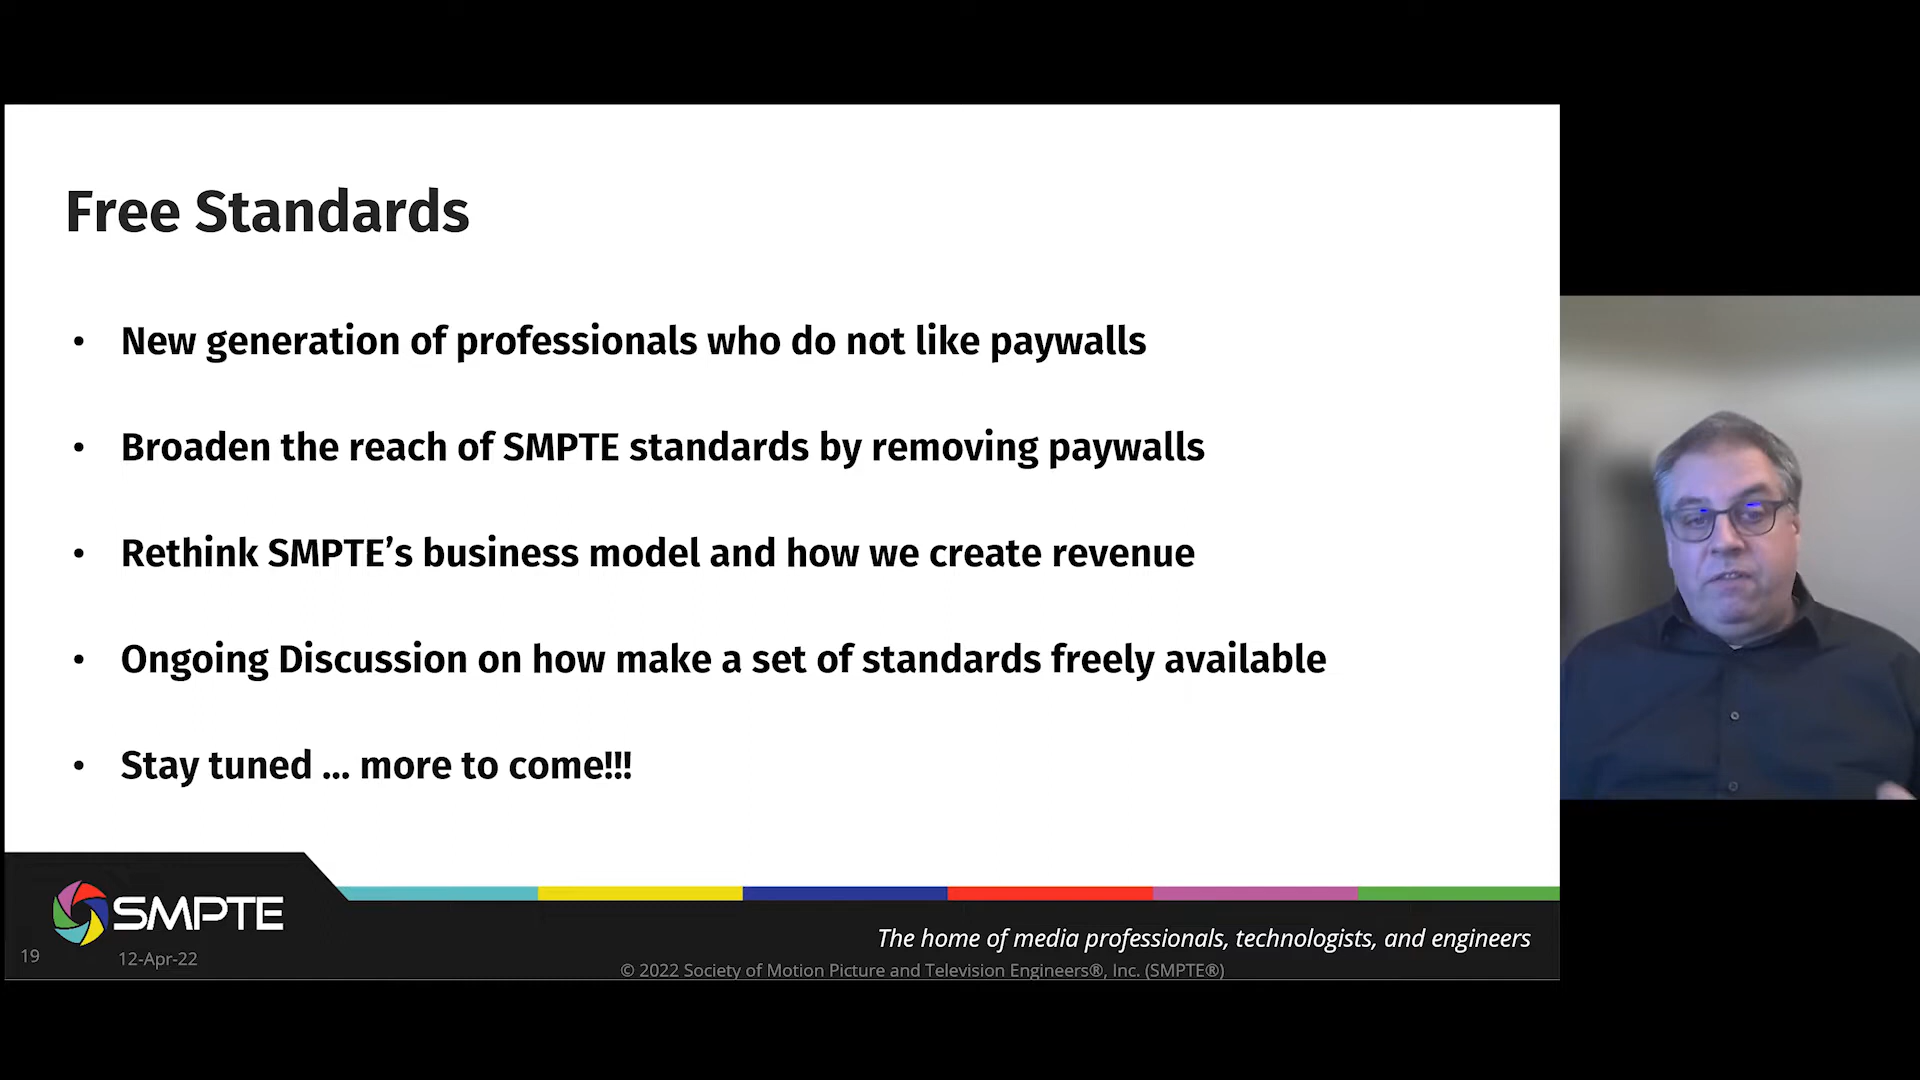 Free Standards
• New generation of professionals who do not like paywalls
• Broaden the reach of SMPTE standards by removing paywalls
• Rethink SMPTE’s business model and how we create revenue
• Ongoing Discussion on how make a set of standards freely available
• Stay tuned ... more to come!!!
SMPTE
The home of media professionals, technologists, and engineers
19
12-Apr-22
© 2022 Society of Motion Picture and Television Engineers®, Inc. (SMPTE®)